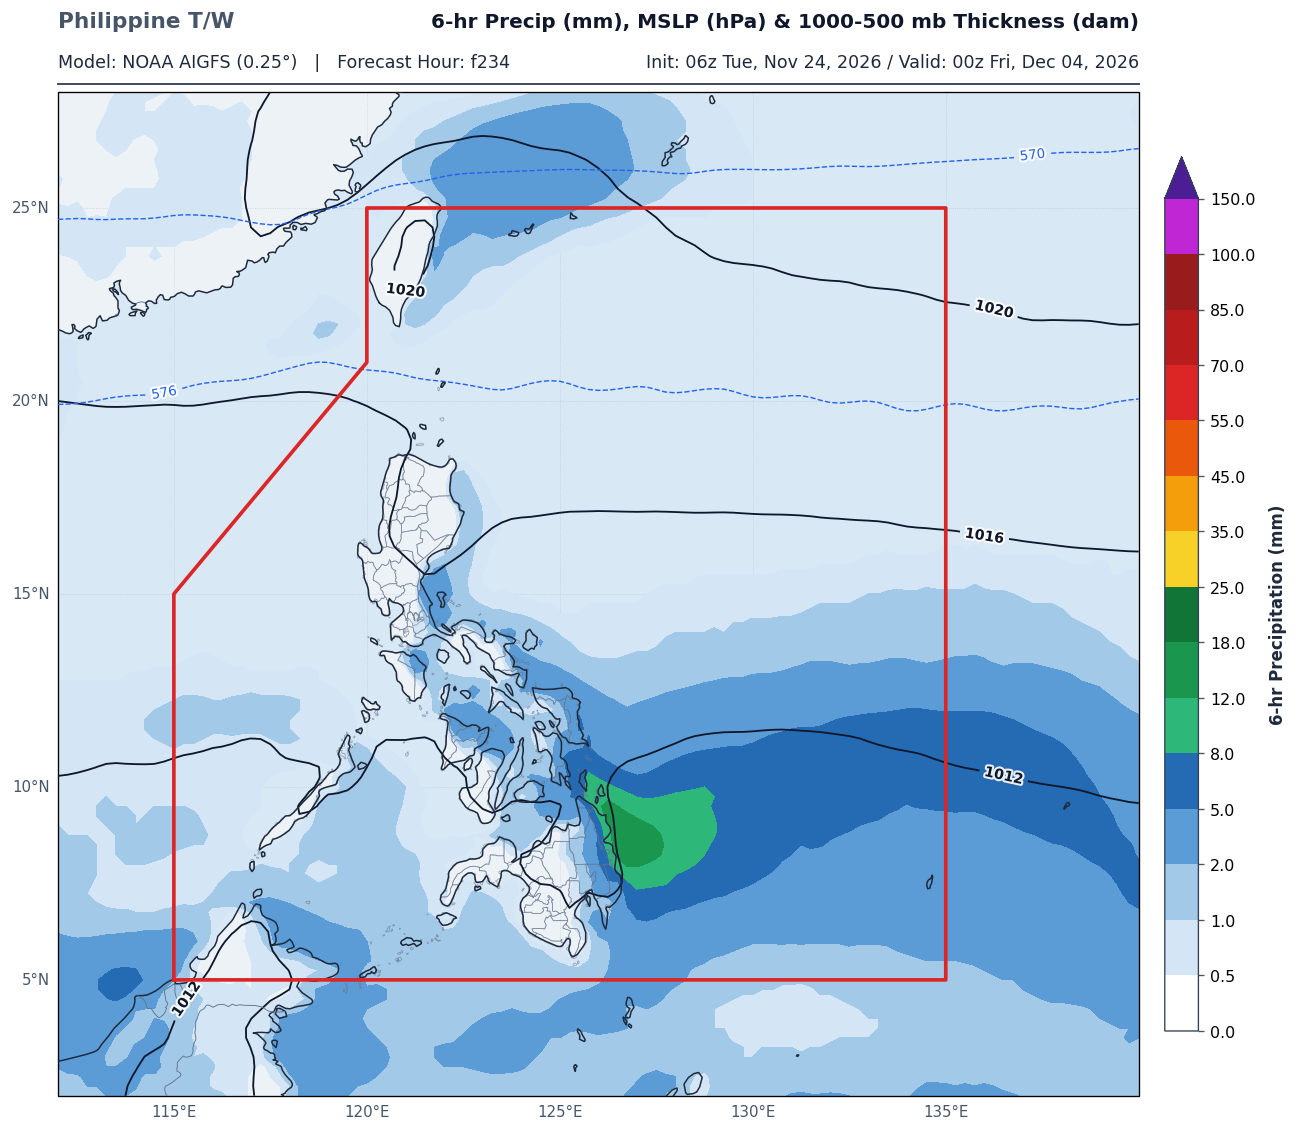 Philippine T/W
6-hr Precip (mm), MSLP (hPa) & 1000-500 mb Thickness (dam)
Model: NOAA AIGFS (0.25°) | Forecast Hour: f234
Init: 06z Tue, Nov 24, 2026 / Valid: 00z Fri, Dec 04, 2026
570
576
1020
1020
1016
1012
1012
25°N
20°N
15°N
10°N
5°N
115°E
120°E
125°E
130°E
135°E
150.0
100.0
85.0
70.0
55.0
45.0
35.0
25.0
18.0
12.0
8.0
5.0
2.0
1.0
0.5
0.0
6-hr Precipitation (mm)